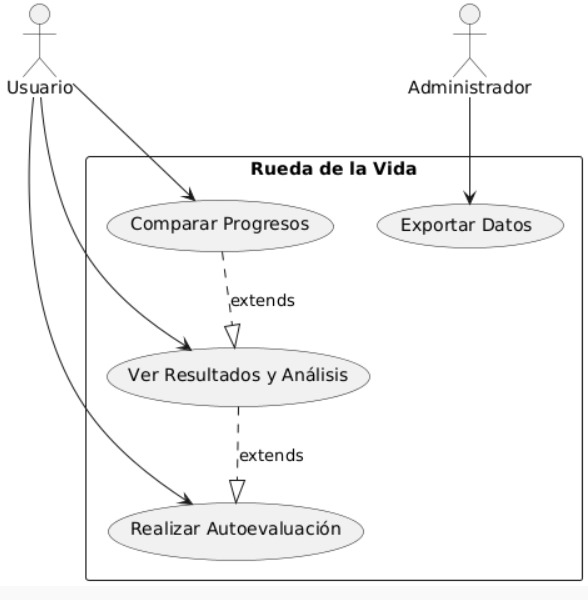 Usuario
Administrador
Rueda de la Vida
Comparar Progresos
Exportar Datos
extends
Ver Resultados y Análisis
extends
Realizar Autoevaluación